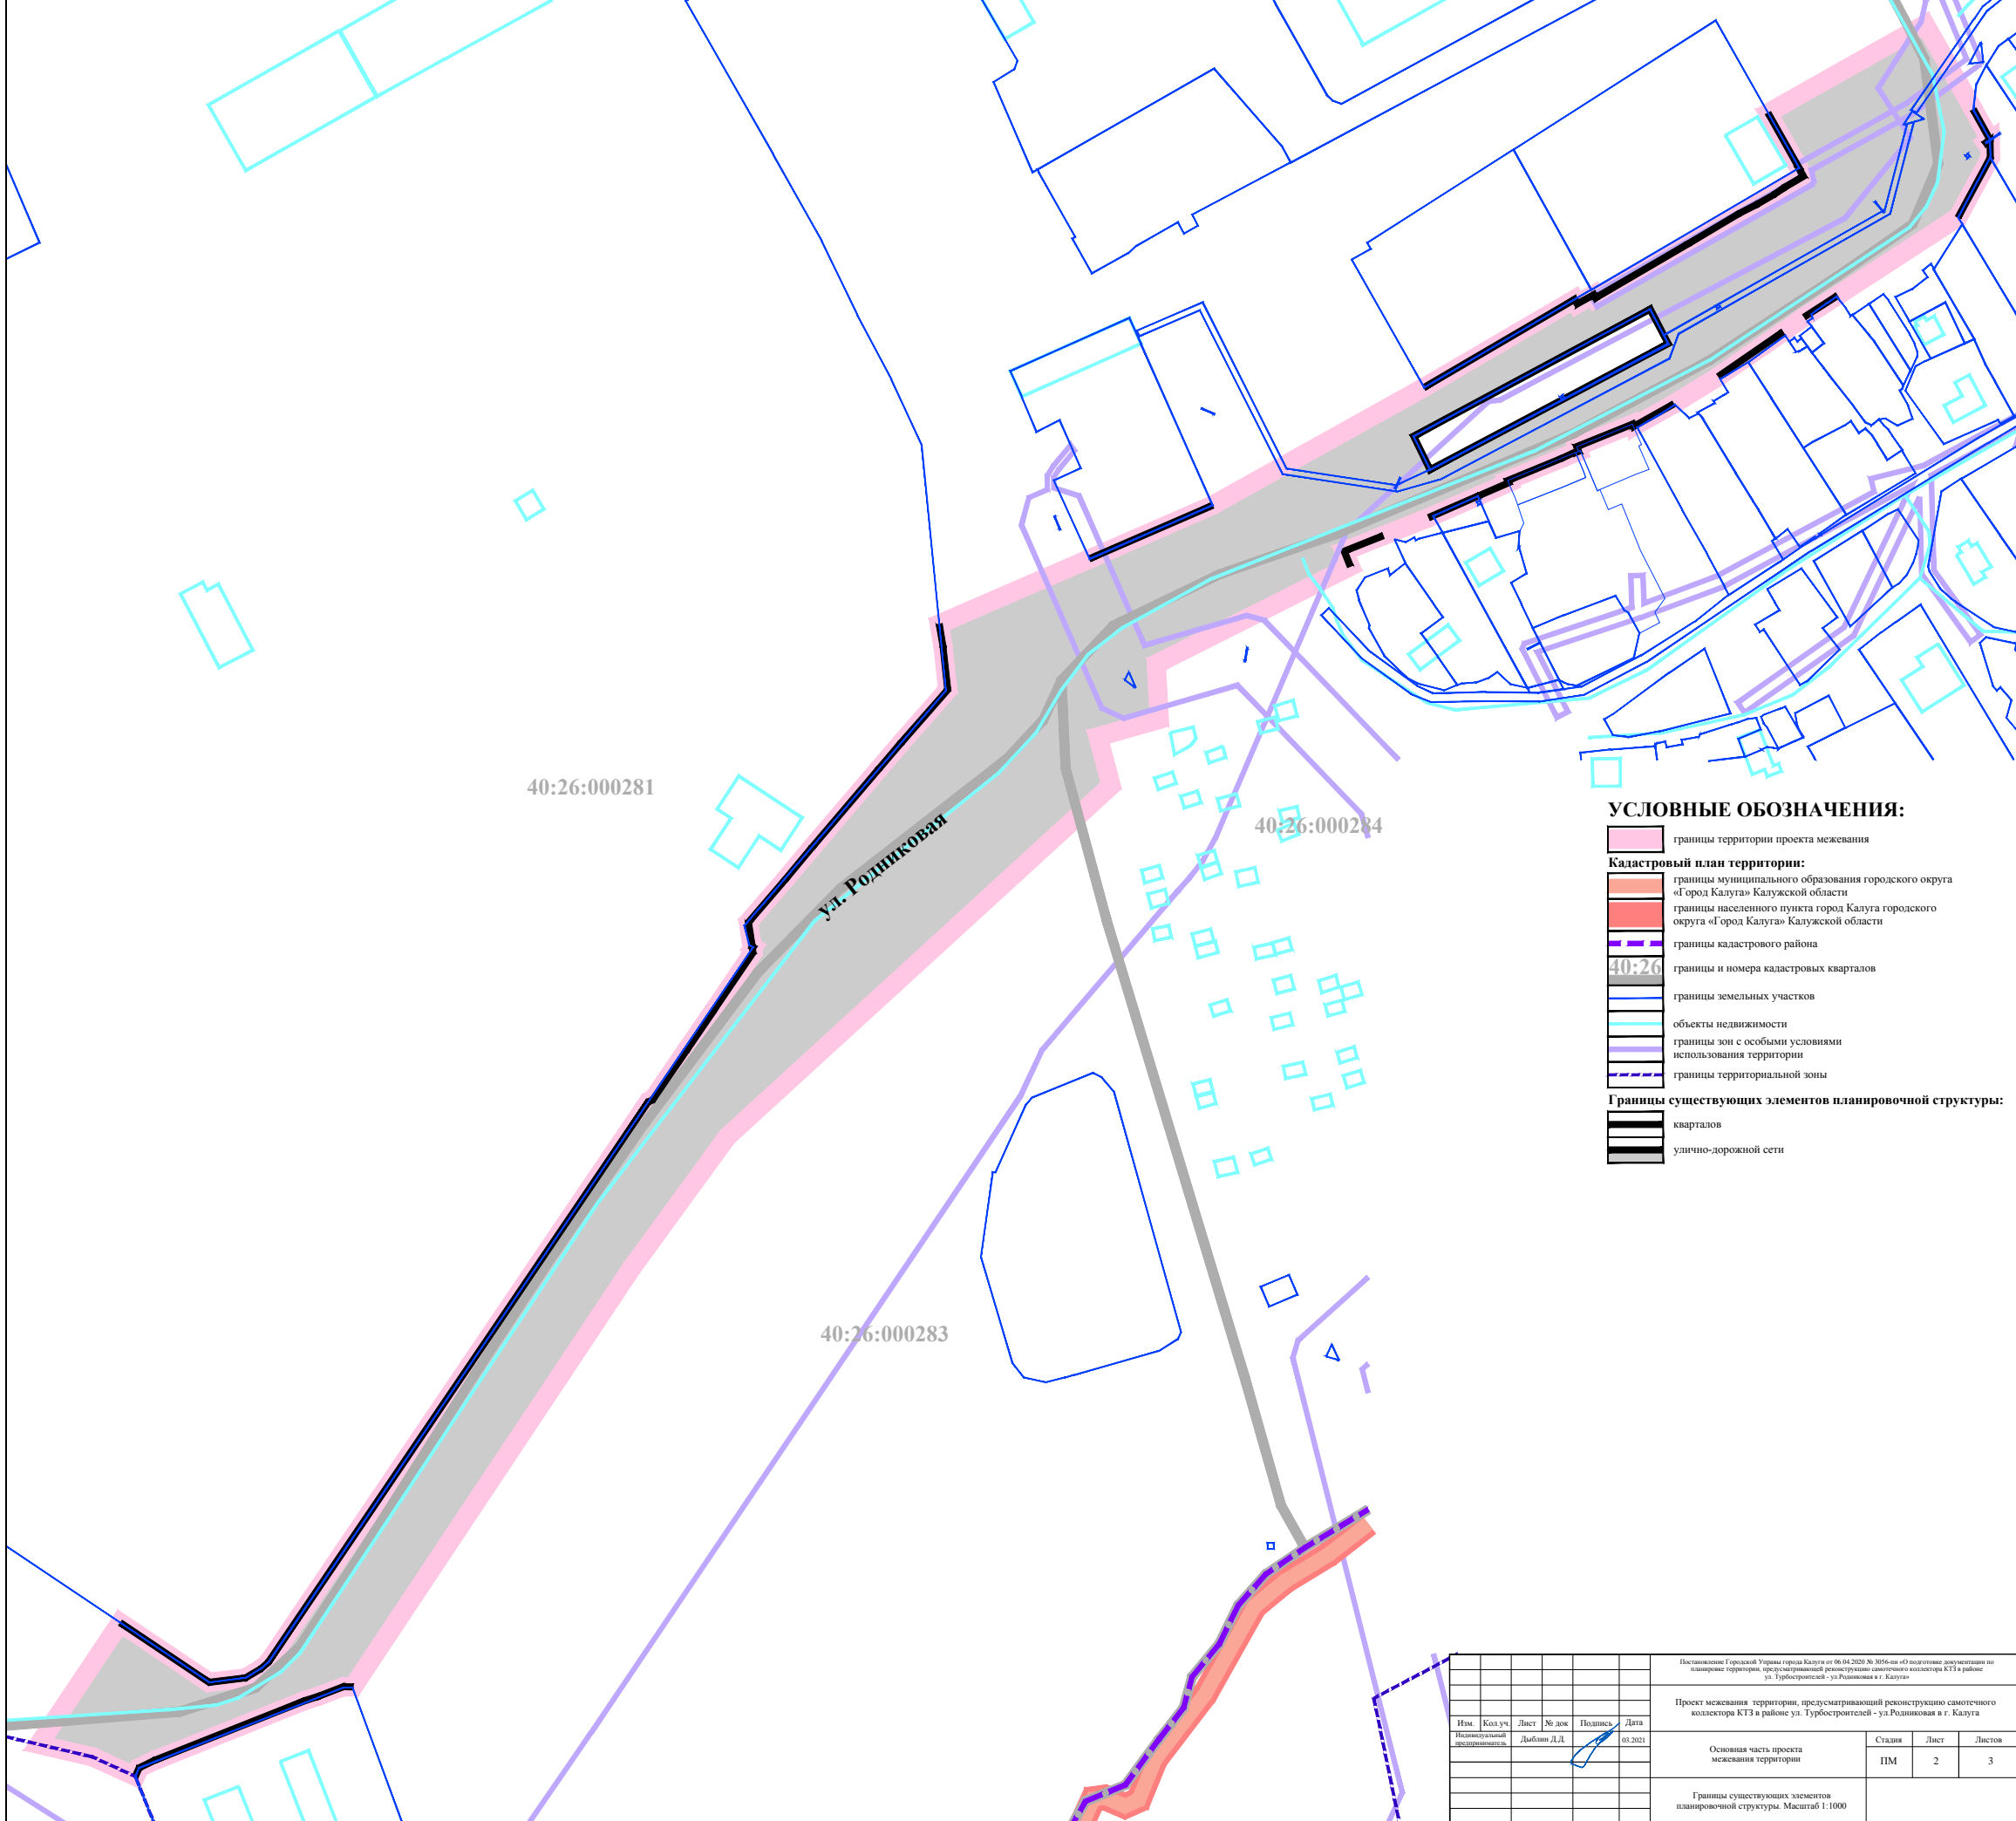 40:26:000281
ул. Родниковая
40:26:000284
40:26:000283
УСЛОВНЫЕ ОБОЗНАЧЕНИЯ:
границы территории проекта межевания
Кадастровый план территории:
границы муниципального образования городского округа
«Город Калуга» Калужской области
границы населенного пункта город Калуга городского
округа «Город Калуга» Калужской области
границы кадастрового района
40:26
границы и номера кадастровых кварталов
границы земельных участков
объекты недвижимости
границы зон с особыми условиями
использования территории
границы территориальной зоны
Границы существующих элементов планировочной структуры:
кварталов
улично-дорожной сети
Постановление Городской Управы города Калуги от 06.04.2020 № 3056-пи «О подготовке документации по
планировке территории, предусматривающей реконструкцию самотечного коллектора КТЗ в районе
ул. Турбостроителей - ул.Родниковая в г. Калуга»
Проект межевания территории, предусматривающий реконструкцию самотечного
коллектора КТЗ в районе ул. Турбостроителей - ул.Родниковая в г. Калуга
Изм. Кол.уч. Лист № док Подпись Дата
Индивидуальный
предприниматель
Дыблин Д.Д. 03.2021
Основная часть проекта
межевания территории
Стадия Лист Листов
ПМ 2 3
Границы существующих элементов
планировочной структуры. Масштаб 1:1000